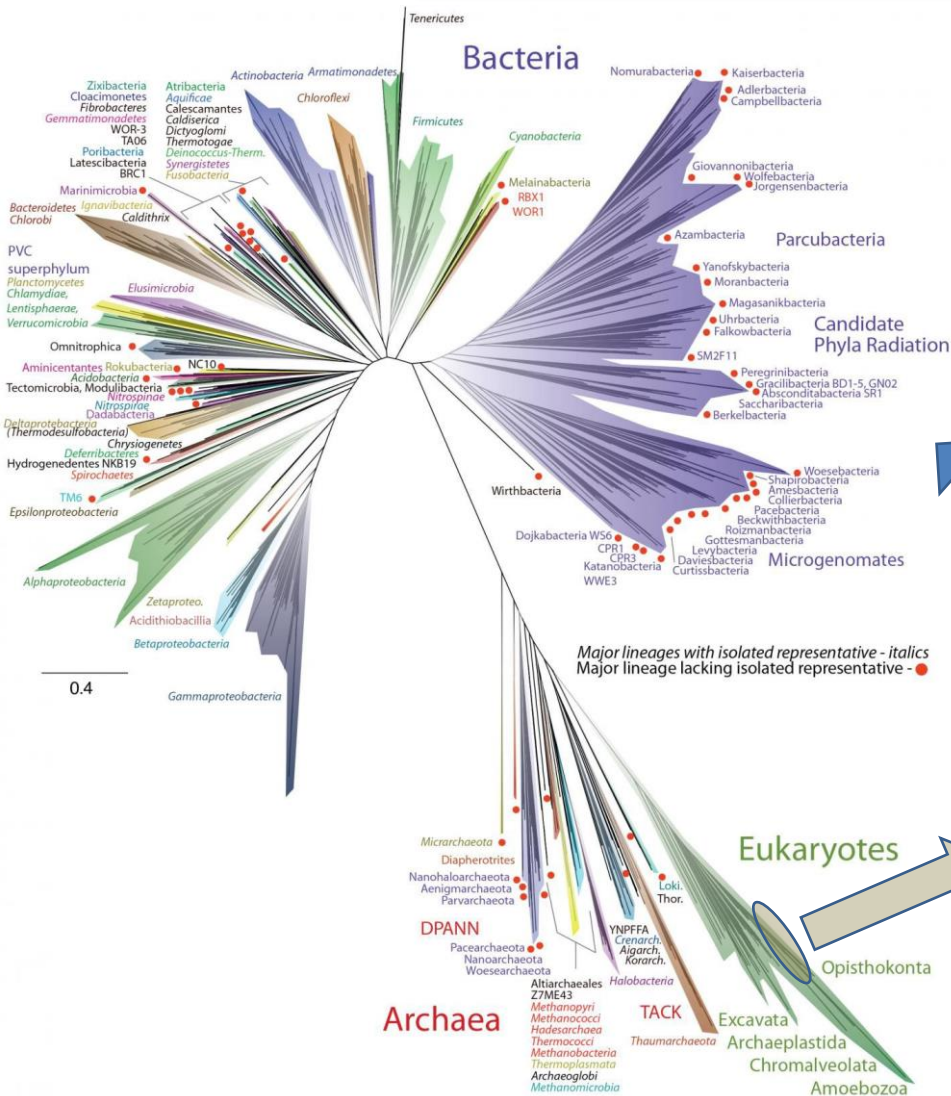 Tenericutes
Bacteria
Actinobacteria
Armatimonadetes
Zixibacteria
Cloacimonetes
Fibrobacteres
Gemmatimonadetes
WOR-3
TA06
Poribacteria
Latescibacteria
BRC1
Atribacteria
Aquificae
Calescamantes
Caldiserica
Dictyoglomi
Thermotogae
Deinococcus-Therm.
Synergistetes
Fusobacteria
Chloroflexi
Firmicutes
Cyanobacteria
Melainabacteria
RBX1
WOR1
Nomurabacteria
Kaiserbacteria
Adlerbacteria
Campbellbacteria
Giovannonibacteria
Wolfebacteria
Jorgensenbacteria
Azambacteria
Parcubacteria
Yanofskybacteria
Moranbacteria
Magasanikbacteria
Uhrbacteria
Falkowbacteria
Candidate
Phyla Radiation
SM2F11
Peregrinibacteria
Gracilibacteria BD1-5, GN02
Absconditabacteria SR1
Saccharibacteria
Berkelbacteria
Marinimicrobia
Bacteroidetes
Ignavibacteria
Chlorobi
Caldithrix
PVC
superphylum
Planctomycetes
Chlamydiae,
Lentisphaerae,
Verrucomicrobia
Elusimicrobia
Omnitrophica
Aminicentantes
Rokubacteria
NC10
Acidobacteria
Tectomicrobia, Modulibacteria
Nitrospinae
Nitrospirae
Dadabacteria
Deltaprotebacteria
(Thermodesulfobacteria)
Chrysiogenetes
Deferribacteres
Hydrogenedentes NKB19
Spirochaetes
TM6
Epsilonproteobacteria
Alphaproteobacteria
Zetaproteo.
Acidithiobacillia
Betaproteobacteria
Gammaproteobacteria
0.4
Wirthbacteria
Woesebacteria
Shapirobacteria
Amesbacteria
Collierbacteria
Pacebacteria
Beckwithbacteria
Roizmanbacteria
Gottesmanbacteria
Levybacteria
Daviesbacteria
Curtissbacteria
Microgenomates
Dojkabacteria WS6
CPR1
CPR3
Katanobacteria
WWE3
Major lineages with isolated representative - italics
Major lineage lacking isolated representative -
Micrarchaeota
Diapherotrites
Nanohaloarchaeota
Aenigmarchaeota
Parvarchaeota
DPANN
Pacearchaeota
Nanoarchaeota
Woesearchaeota
Archaea
Altiarchaeales
Z7ME43
Methanopyri
Methanococci
Hadesarchaea
Thermococci
Methanobacteria
Thermoplasmata
Archaeoglobi
Methanomicrobia
Halobacteria
YNPFFA
Crenarch.
Aigarch.
Korarch.
TACK
Thaumarchaeota
Loki.
Thor.
Eukaryotes
Opisthokonta
Excavata
Archaeplastida
Chromalveolata
Amoebozoa